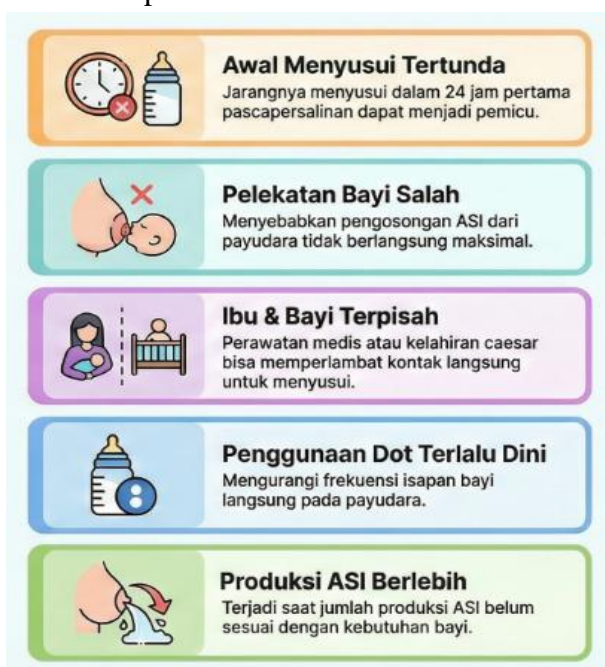 Awal Menyusui Tertunda
Jarangnya menyusui dalam 24 jam pertama
pascapersalinan dapat menjadi pemicu.
Pelekatan Bayi Salah
Menyebabkan pengosongan ASI dari
payudara tidak berlangsung maksimal.
Ibu & Bayi Terpisah
Perawatan medis atau kelahiran caesar
bisa memperlambat kontak langsung
untuk menyusui.
Penggunaan Dot Terlalu Dini
Mengurangi frekuensi isapan bayi
langsung pada payudara.
Produksi ASI Berlebih
Terjadi saat jumlah produksi ASI belum
sesuai dengan kebutuhan bayi.